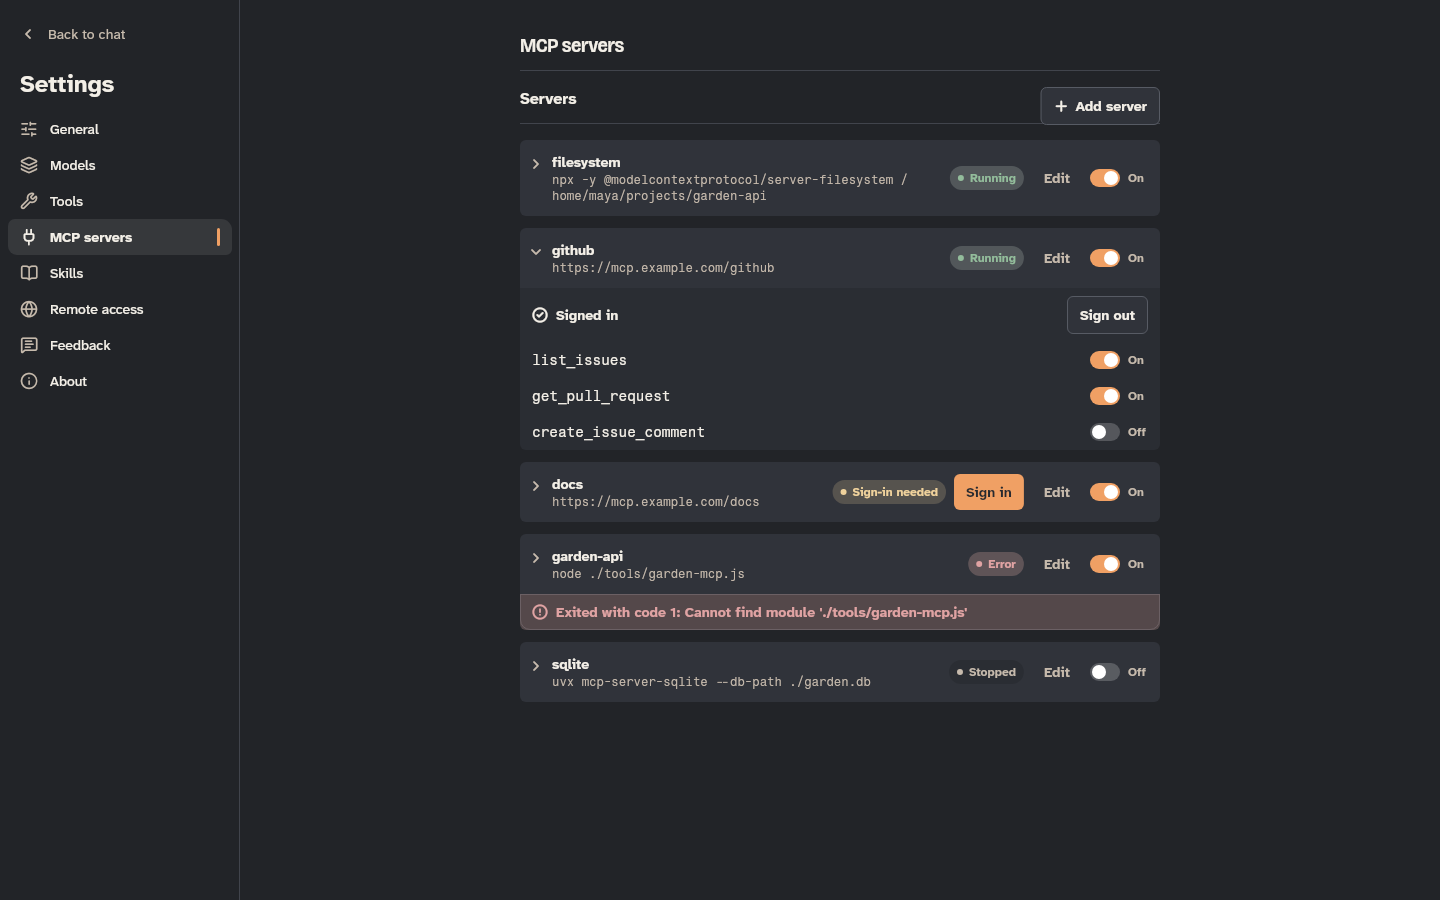 Back to chat
Settings
General
Models
Tools
MCP servers
Skills
Remote access
Feedback
About
MCP servers
Servers
Add server
filesystem
npx -y @modelcontextprotocol/server-filesystem /
home/maya/projects/garden-api
Running
Edit
On
github
https://mcp.example.com/github
Running
Edit
On
Signed in
Sign out
list_issues
On
get_pull_request
On
create_issue_comment
Off
docs
https://mcp.example.com/docs
Sign-in needed
Sign in
Edit
On
garden-api
node ./tools/garden-mcp.js
Error
Edit
On
Exited with code 1: Cannot find module './tools/garden-mcp.js'
sqlite
uvx mcp-server-sqlite --db-path ./garden.db
Stopped
Edit
Off